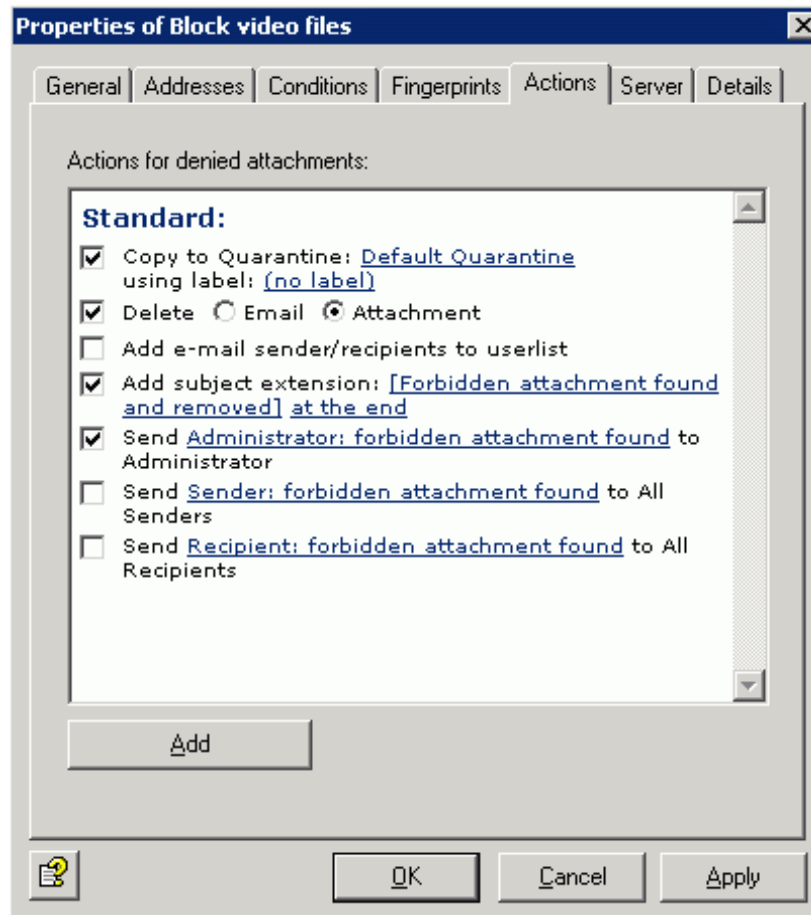 Properties of Block video files
General Addresses Conditions Fingerprints Actions Server Details
Actions for denied attachments:
Standard:
Copy to Quarantine: Default Quarantine
using label: (no label)
Delete Email Attachment
Add e-mail sender/recipients to userlist
Add subject extension: [Forbidden attachment found
and removed] at the end
Send Administrator: forbidden attachment found to
Administrator
Send Sender: forbidden attachment found to All
Senders
Send Recipient: forbidden attachment found to All
Recipients
Add
OK Cancel Apply